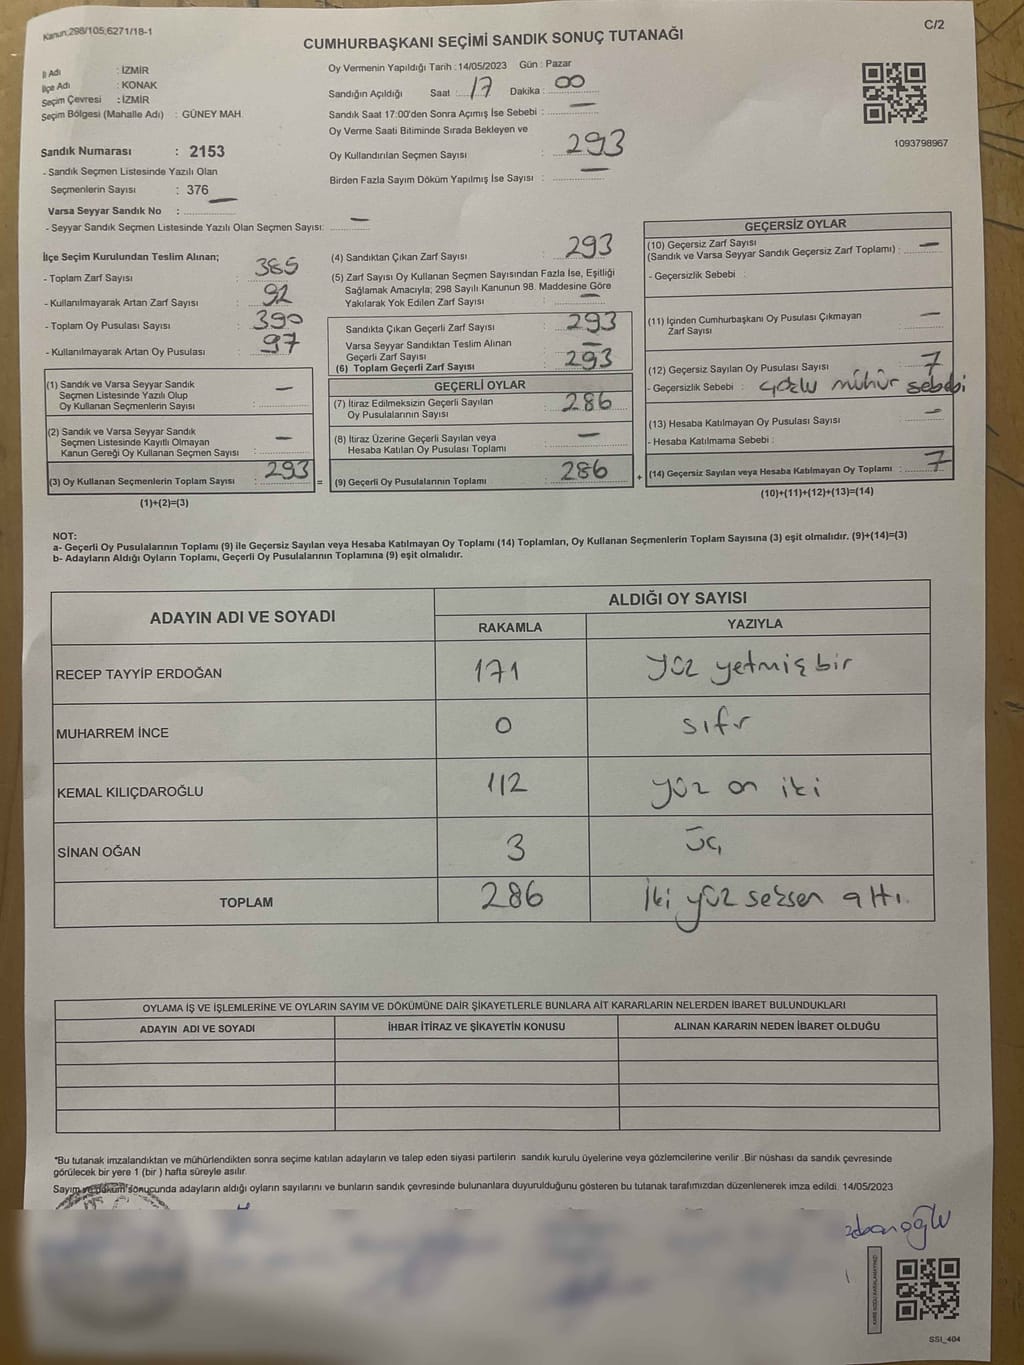 Kanun,298/105,6271/18-1
C/2
CUMHURBAŞKANI SEÇİMİ SANDIK SONUÇ TUTANAĞI
İl Adı : İZMİR
İlçe Adı : KONAK
Seçim Çevresi : İZMİR
Seçim Bölgesi (Mahalle Adı) : GÜNEY MAH.
Sandık Numarası : 2153
- Sandık Seçmen Listesinde Yazılı Olan
Seçmenlerin Sayısı : 376
Varsa Seyyar Sandık No : —
- Seyyar Sandık Seçmen Listesinde Yazılı Olan Seçmen Sayısı: —
Oy Vermenin Yapıldığı Tarih : 14/05/2023 Gün : Pazar
Sandığın Açıldığı Saat : 17 Dakika : 00
Sandık Saat 17:00'den Sonra Açımış İse Sebebi : —
Oy Verme Saati Bitiminde Sırada Bekleyen ve
Oy Kullandırılan Seçmen Sayısı : 293
Birden Fazla Sayım Döküm Yapılmış İse Sayısı : —
1093798967
İlçe Seçim Kurulundan Teslim Alınan;
- Toplam Zarf Sayısı : 385
- Kullanılmayarak Artan Zarf Sayısı : 92
- Toplam Oy Pusulası Sayısı : 390
- Kullanılmayarak Artan Oy Pusulası : 97
(1) Sandık ve Varsa Seyyar Sandık
Seçmen Listesinde Yazılı Olup
Oy Kullanan Seçmenlerin Sayısı : —
(2) Sandık ve Varsa Seyyar Sandık
Seçmen Listesinde Kayıtlı Olmayan
Kanun Gereği Oy Kullanan Seçmen Sayısı : —
(3) Oy Kullanan Seçmenlerin Toplam Sayısı : 293
(1)+(2)=(3)
(4) Sandıktan Çıkan Zarf Sayısı : 293
(5) Zarf Sayısı Oy Kullanan Seçmen Sayısından Fazla İse, Eşitliği
Sağlamak Amacıyla; 298 Sayılı Kanunun 98. Maddesine Göre
Yakılarak Yok Edilen Zarf Sayısı : —
Sandıkta Çıkan Geçerli Zarf Sayısı : 293
Varsa Seyyar Sandıktan Teslim Alınan
Geçerli Zarf Sayısı : —
(6) Toplam Geçerli Zarf Sayısı : 293
GEÇERLİ OYLAR
(7) İtiraz Edilmeksizin Geçerli Sayılan
Oy Pusulalarının Sayısı : 286
(8) İtiraz Üzerine Geçerli Sayılan veya
Hesaba Katılan Oy Pusulası Toplamı : —
= (9) Geçerli Oy Pusulalarının Toplamı : 286
GEÇERSİZ OYLAR
(10) Geçersiz Zarf Sayısı
(Sandık ve Varsa Seyyar Sandık Geçersiz Zarf Toplamı) : —
- Geçersizlik Sebebi :
(11) İçinden Cumhurbaşkanı Oy Pusulası Çıkmayan
Zarf Sayısı : —
(12) Geçersiz Sayılan Oy Pusulası Sayısı : 7
- Geçersizlik Sebebi : mühür sebebi
(13) Hesaba Katılmayan Oy Pusulası Sayısı : —
- Hesaba Katılmama Sebebi :
+ (14) Geçersiz Sayılan veya Hesaba Katılmayan Oy Toplamı : 7
(10)+(11)+(12)+(13)=(14)
NOT:
a- Geçerli Oy Pusulalarının Toplamı (9) ile Geçersiz Sayılan veya Hesaba Katılmayan Oy Toplamı (14) Toplamları, Oy Kullanan Seçmenlerin Toplam Sayısına (3) eşit olmalıdır. (9)+(14)=(3)
b- Adayların Aldığı Oyların Toplamı, Geçerli Oy Pusulalarının Toplamına (9) eşit olmalıdır.
ADAYIN ADI VE SOYADI ALDIĞI OY SAYISI
RAKAMLA YAZIYLA
RECEP TAYYİP ERDOĞAN 171 Yüz yetmiş bir
MUHARREM İNCE 0 sıfır
KEMAL KILIÇDAROĞLU 112 yüz on iki
SİNAN OĞAN 3 Üç
TOPLAM 286 İki yüz seksen altı.
OYLAMA İŞ VE İŞLEMLERİNE VE OYLARIN SAYIM VE DÖKÜMÜNE DAİR ŞİKAYETLERLE BUNLARA AİT KARARLARIN NELERDEN İBARET BULUNDUKLARI
ADAYIN ADI VE SOYADI İHBAR İTİRAZ VE ŞİKAYETİN KONUSU ALINAN KARARIN NEDEN İBARET OLDUĞU
*Bu tutanak imzalandıktan ve mühürlendikten sonra seçime katılan adayların ve talep eden siyasi partilerin sandık kurulu üyelerine veya gözlemcilerine verilir .Bir nüshası da sandık çevresinde
görülecek bir yere 1 (bir ) hafta süreyle asılır.
Sayım ve döküm sonucunda adayların aldığı oyların sayılarını ve bunların sandık çevresinde bulunanlara duyurulduğunu gösteren bu tutanak tarafımızdan düzenlenerek imza edildi. 14/05/2023
SSI_404